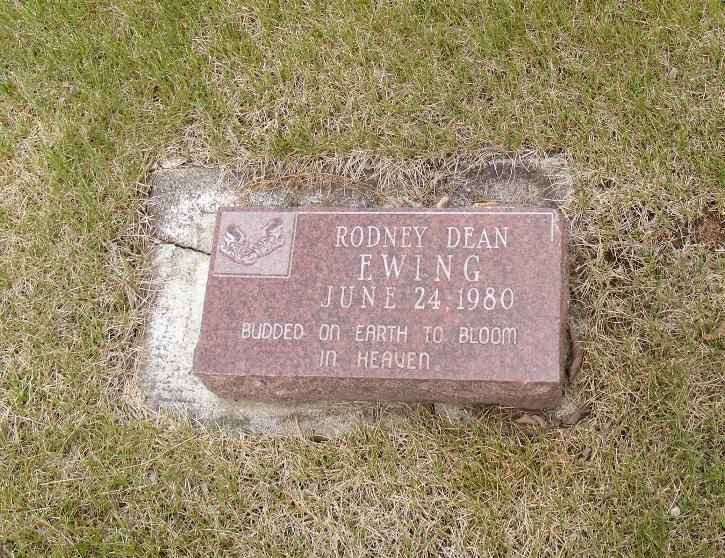 RODNEY DEAN
EWING
JUNE 24, 1980
BUDDED ON EARTH TO BLOOM
IN HEAVEN